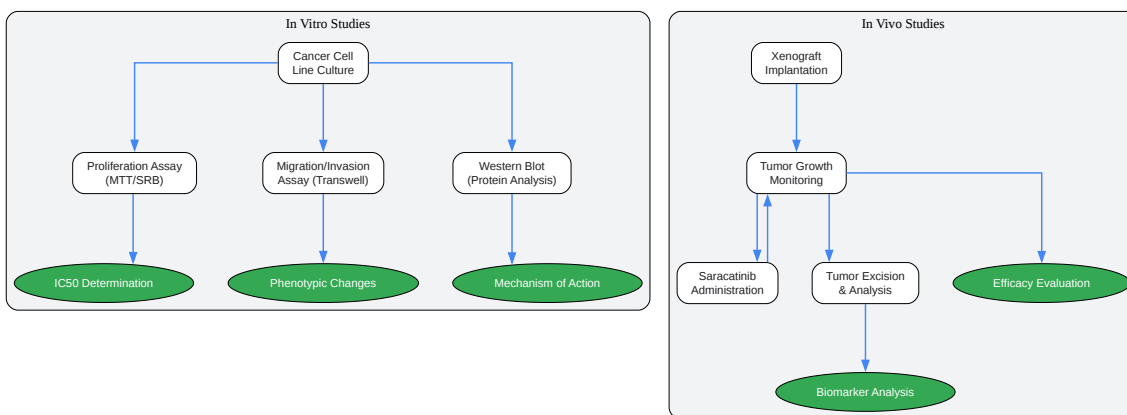 In Vitro Studies
Cancer Cell
Line Culture
Proliferation Assay
(MTT/SRB)
Migration/Invasion
Assay (Transwell)
Western Blot
(Protein Analysis)
IC50 Determination
Phenotypic Changes
Mechanism of Action
In Vivo Studies
Xenograft
Implantation
Tumor Growth
Monitoring
Saracatinib
Administration
Tumor Excision
& Analysis
Efficacy Evaluation
Biomarker Analysis